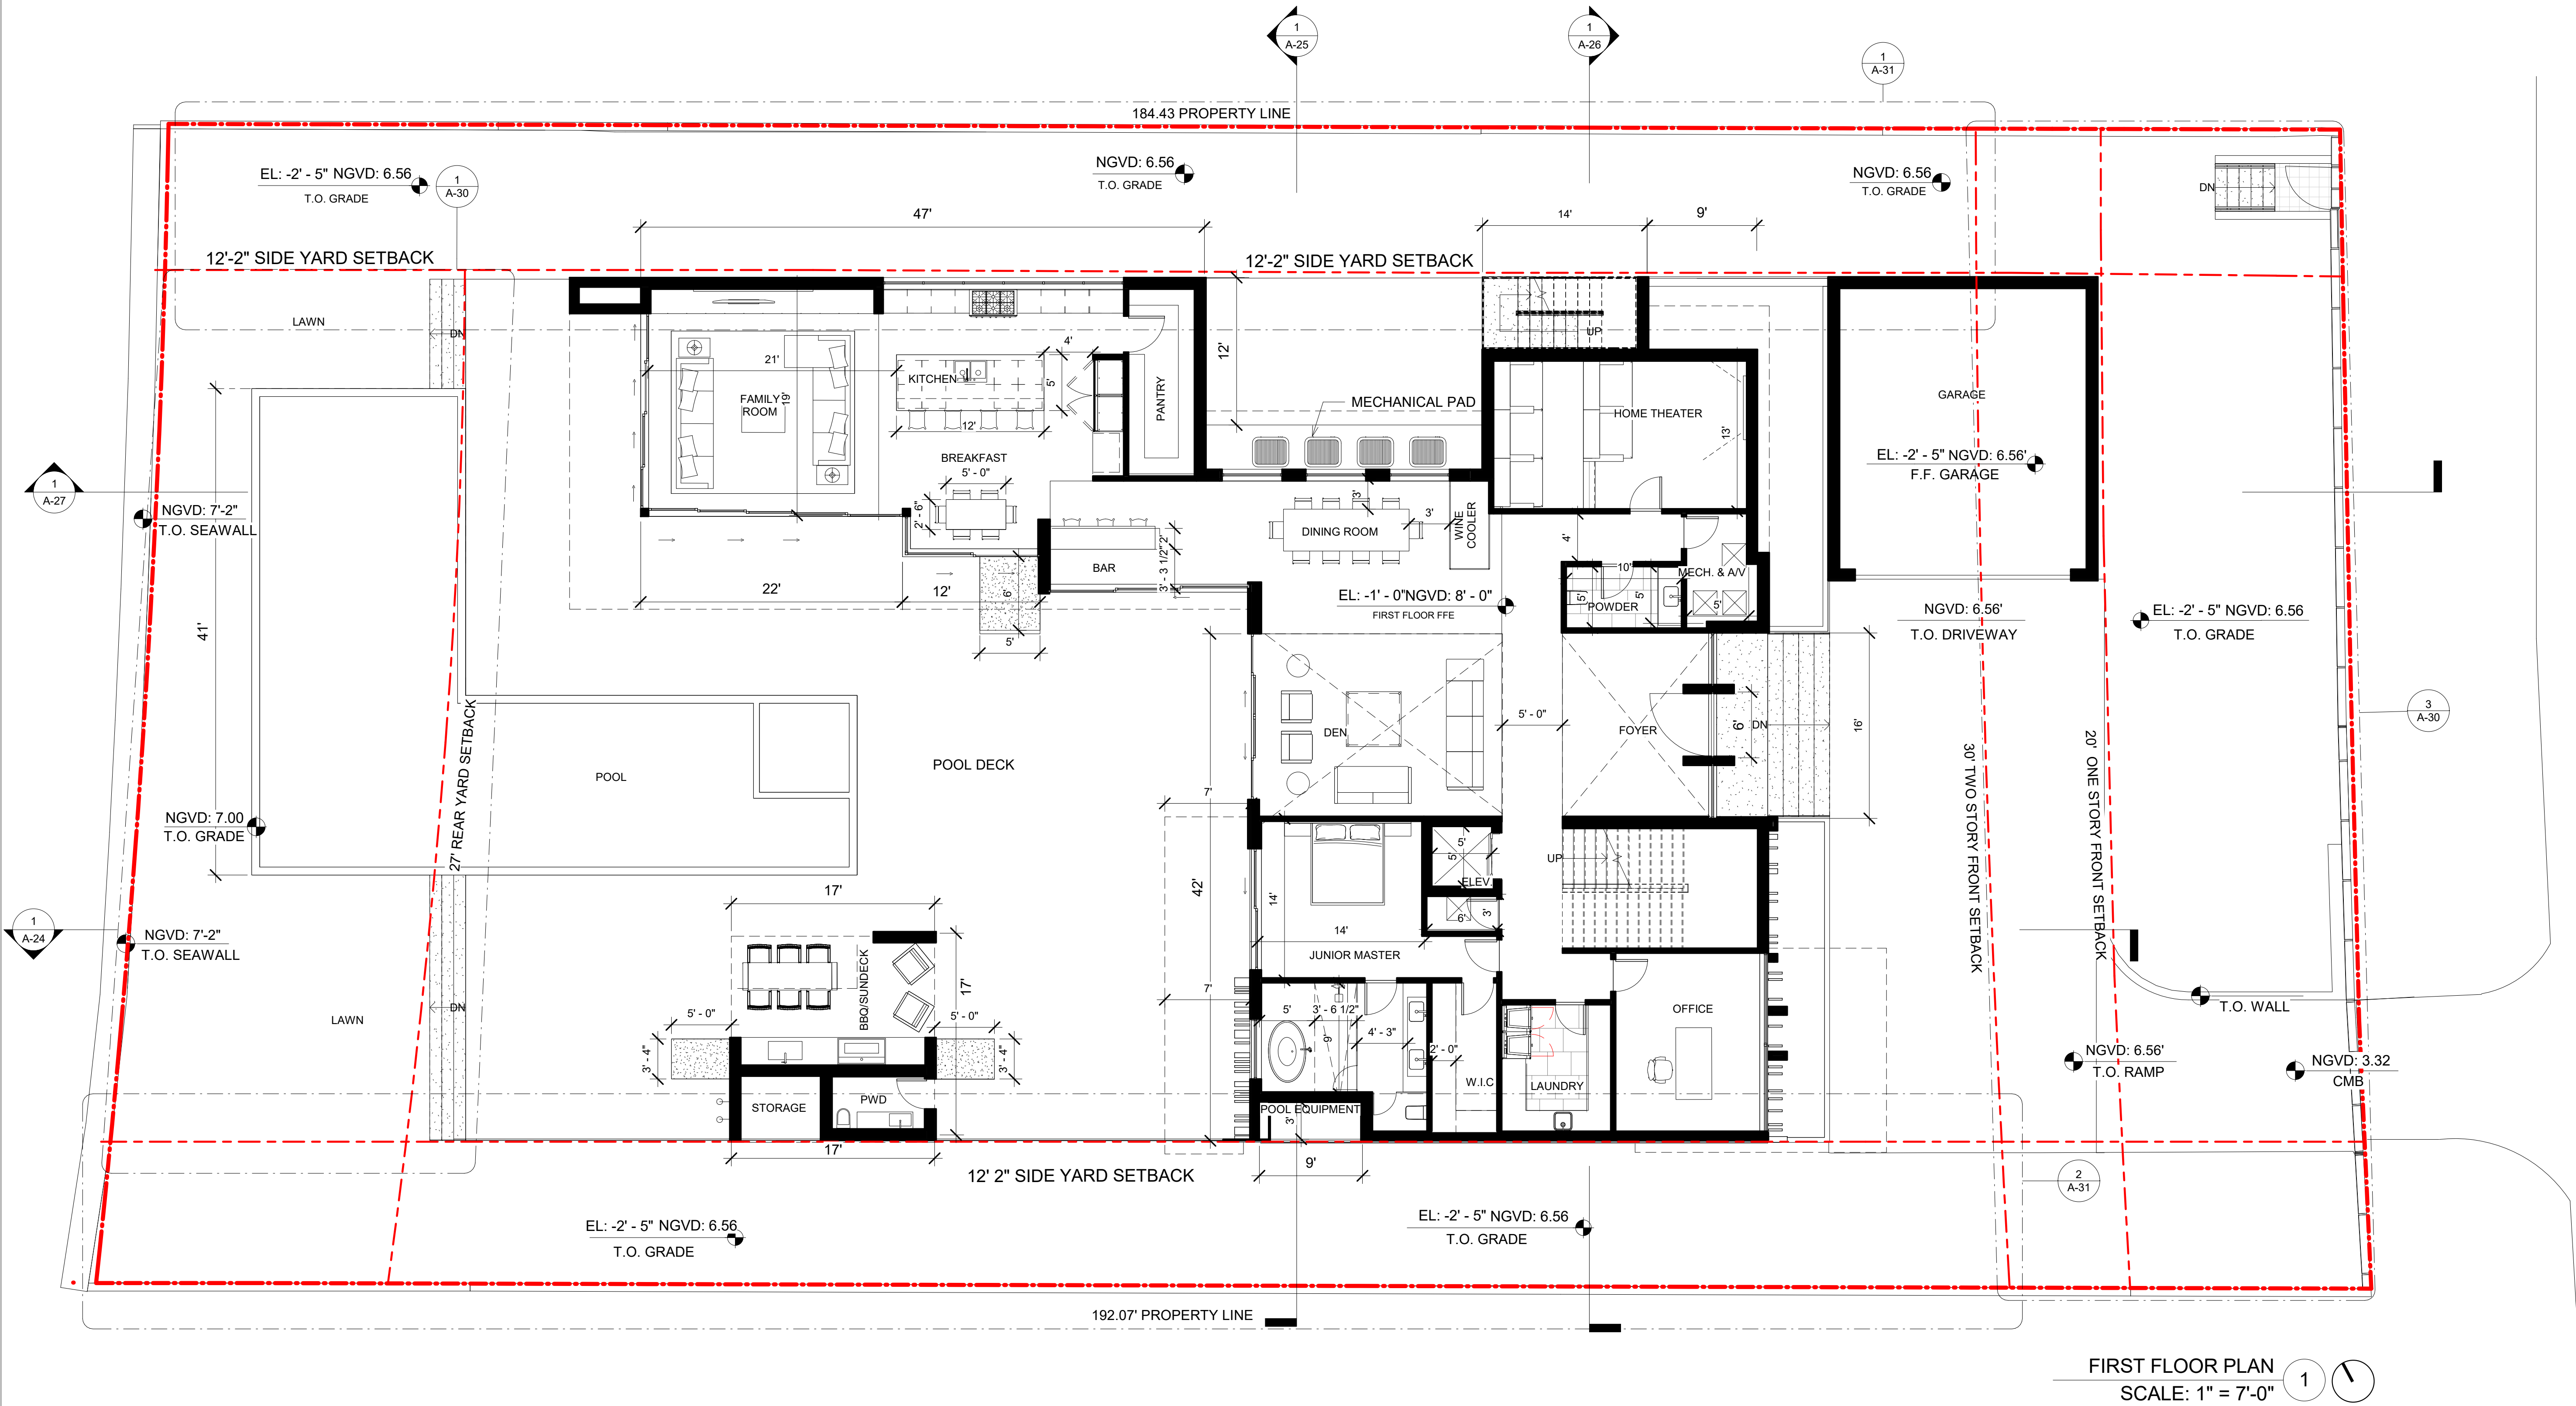 1
A-25
1
A-26
1
A-31
184.43 PROPERTY LINE
EL: -2' - 5" NGVD: 6.56
T.O. GRADE
1
A-30
NGVD: 6.56
T.O. GRADE
NGVD: 6.56
T.O. GRADE
DN
47'
14'
9'
12'-2" SIDE YARD SETBACK
12'-2" SIDE YARD SETBACK
LAWN
DN
UP
4'
12'
21'
KITCHEN
5'
FAMILY
ROOM
19'
PANTRY
MECHANICAL PAD
HOME THEATER
13'
GARAGE
12'
BREAKFAST
5' - 0"
2' - 6"
EL: -2' - 5" NGVD: 6.56'
F.F. GARAGE
1
A-27
NGVD: 7'-2"
T.O. SEAWALL
3'
3'
DINING ROOM
WINE
COOLER
4'
BAR
2'
3' - 3 1/2"
10'
MECH. & A/V
22'
12'
6'
5'
EL: -1' - 0"NGVD: 8' - 0"
FIRST FLOOR FFE
5'
5'
POWDER
5'
NGVD: 6.56'
T.O. DRIVEWAY
EL: -2' - 5" NGVD: 6.56
T.O. GRADE
41'
27' REAR YARD SETBACK
POOL
POOL DECK
DEN
5' - 0"
FOYER
6'
DN
16'
30' TWO STORY FRONT SETBACK
20' ONE STORY FRONT SETBACK
3
A-30
NGVD: 7.00
T.O. GRADE
7'
42'
5'
5'
ELEV.
UP
14'
6'
3'
14'
JUNIOR MASTER
17'
1
A-24
NGVD: 7'-2"
T.O. SEAWALL
BBQ/SUNDECK
17'
7'
LAWN
DN
5' - 0"
5' - 0"
3' - 4"
3' - 4"
5'
3' - 6 1/2"
9'
4' - 3"
2' - 0"
OFFICE
T.O. WALL
NGVD: 6.56'
T.O. RAMP
NGVD: 3.32
CMB
W.I.C
LAUNDRY
STORAGE
PWD
POOL EQUIPMENT
3'
17'
9'
12' 2" SIDE YARD SETBACK
2
A-31
EL: -2' - 5" NGVD: 6.56
T.O. GRADE
EL: -2' - 5" NGVD: 6.56
T.O. GRADE
192.07' PROPERTY LINE
FIRST FLOOR PLAN
1
SCALE: 1" = 7'-0"